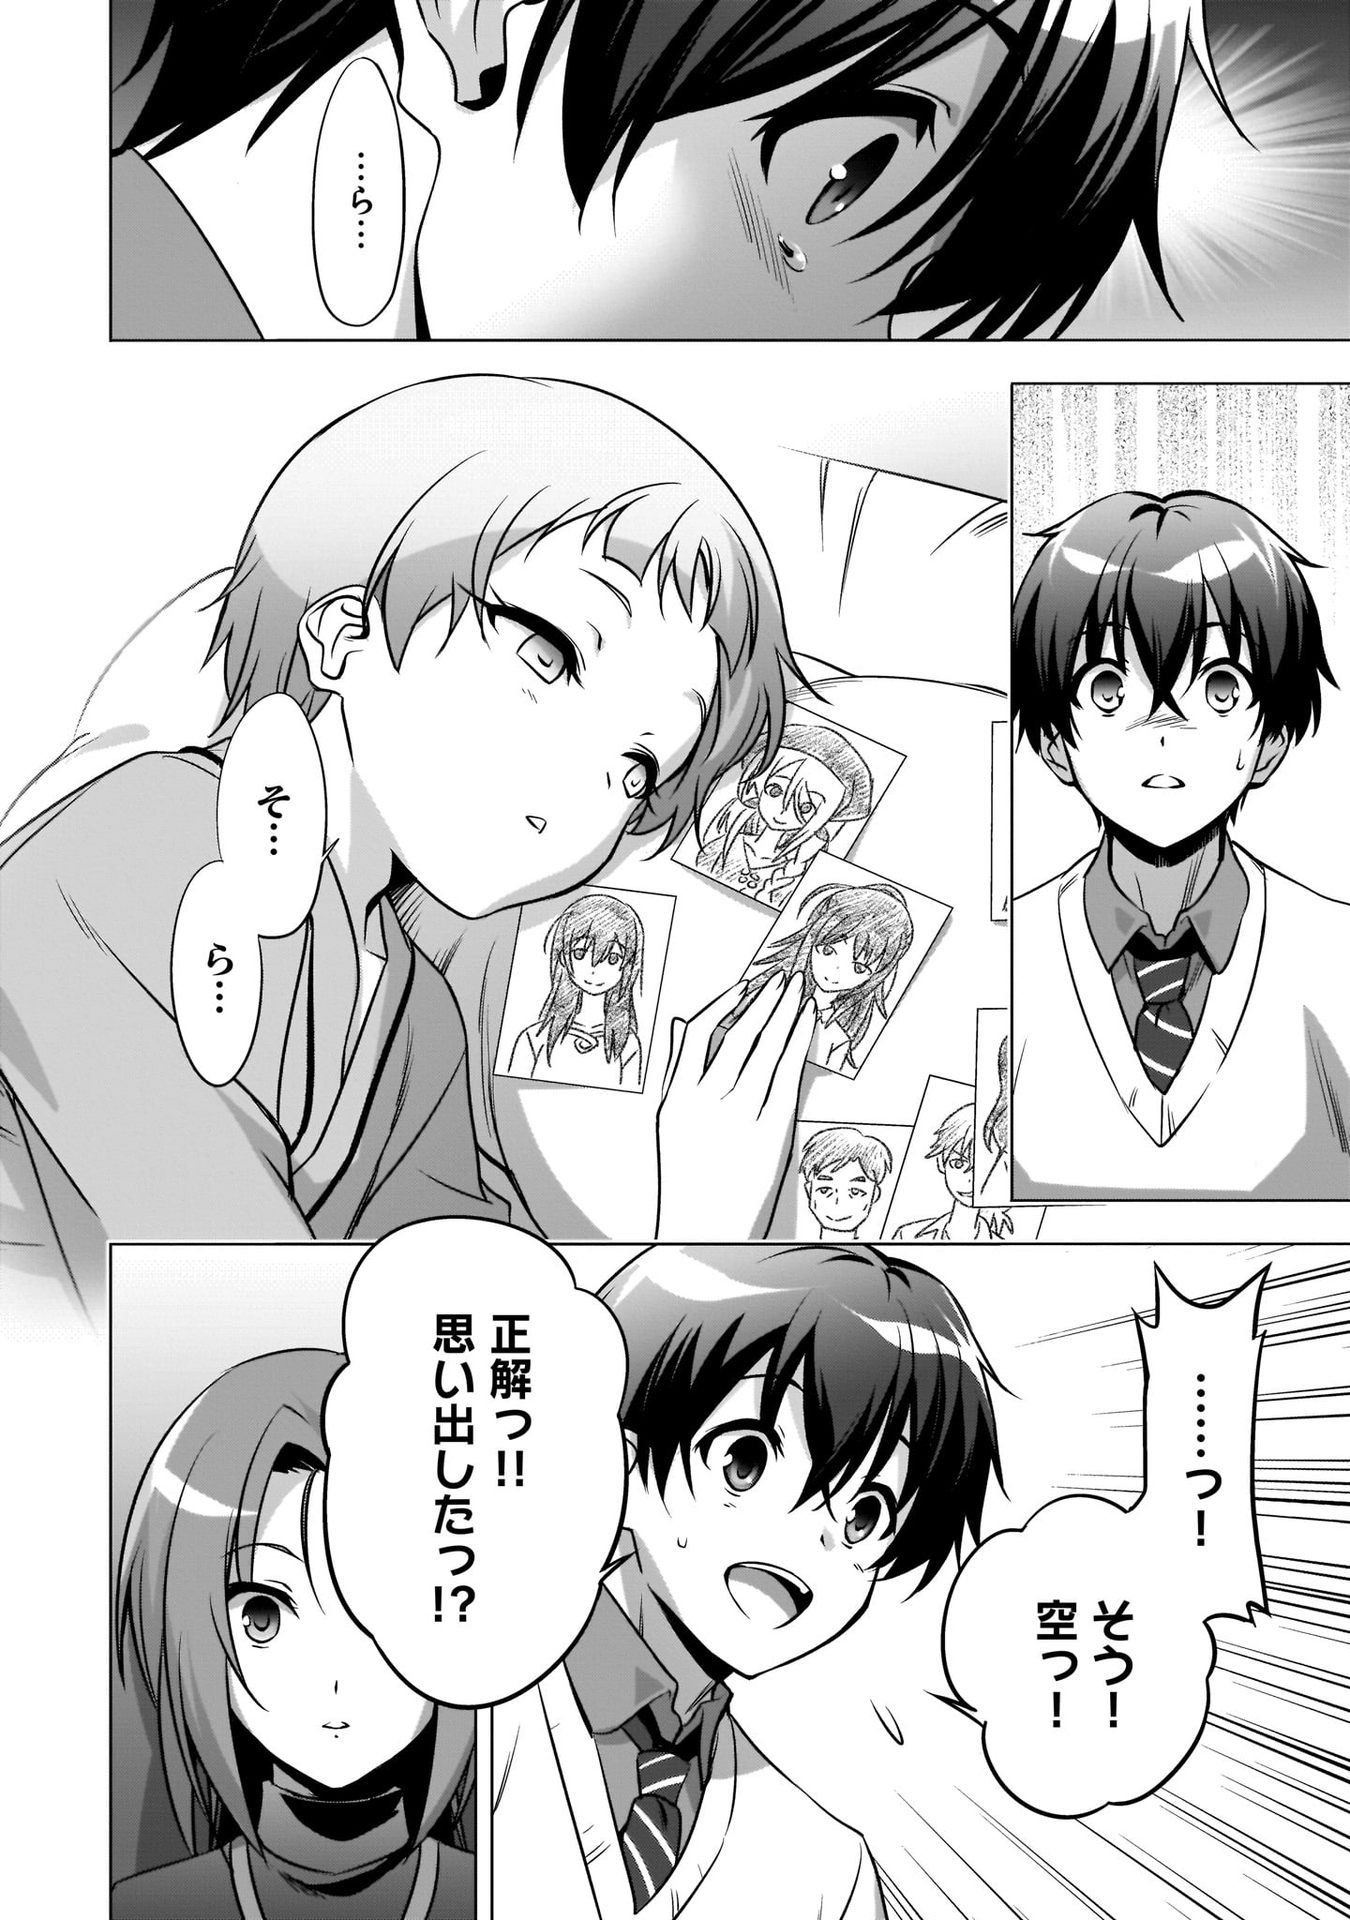 …ら…
そ…
ら…
……っ！
そう！
空っ！
正解っ!!
思い出したっ!?